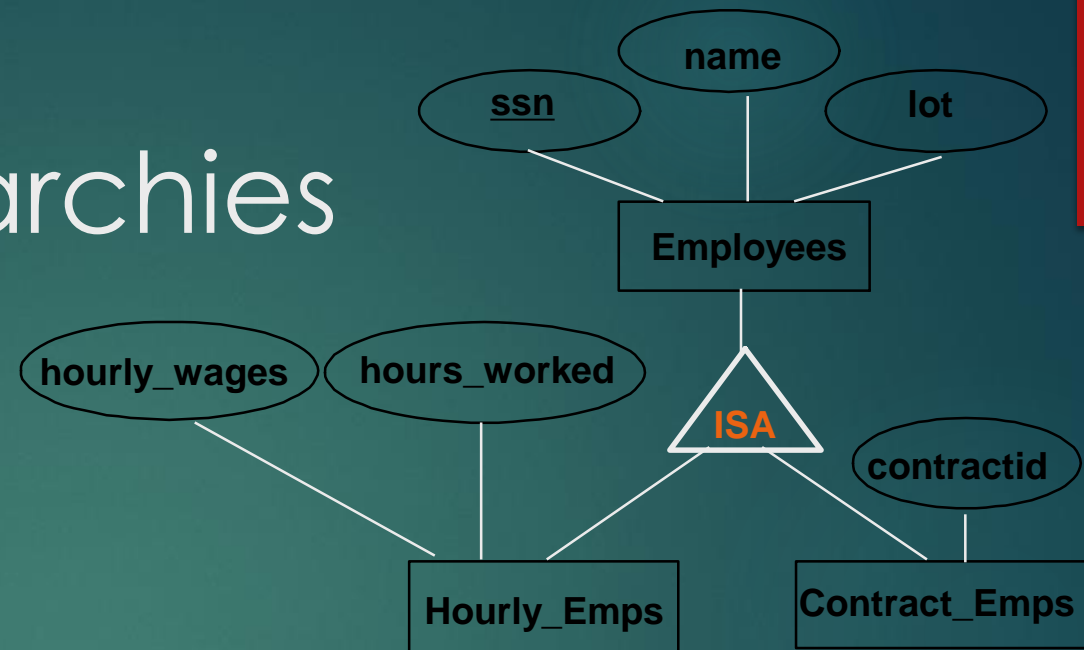 name
ssn
lot
archies
Employees
hourly_wages
hours_worked
ISA
contractid
Hourly_Emps
Contract_Emps